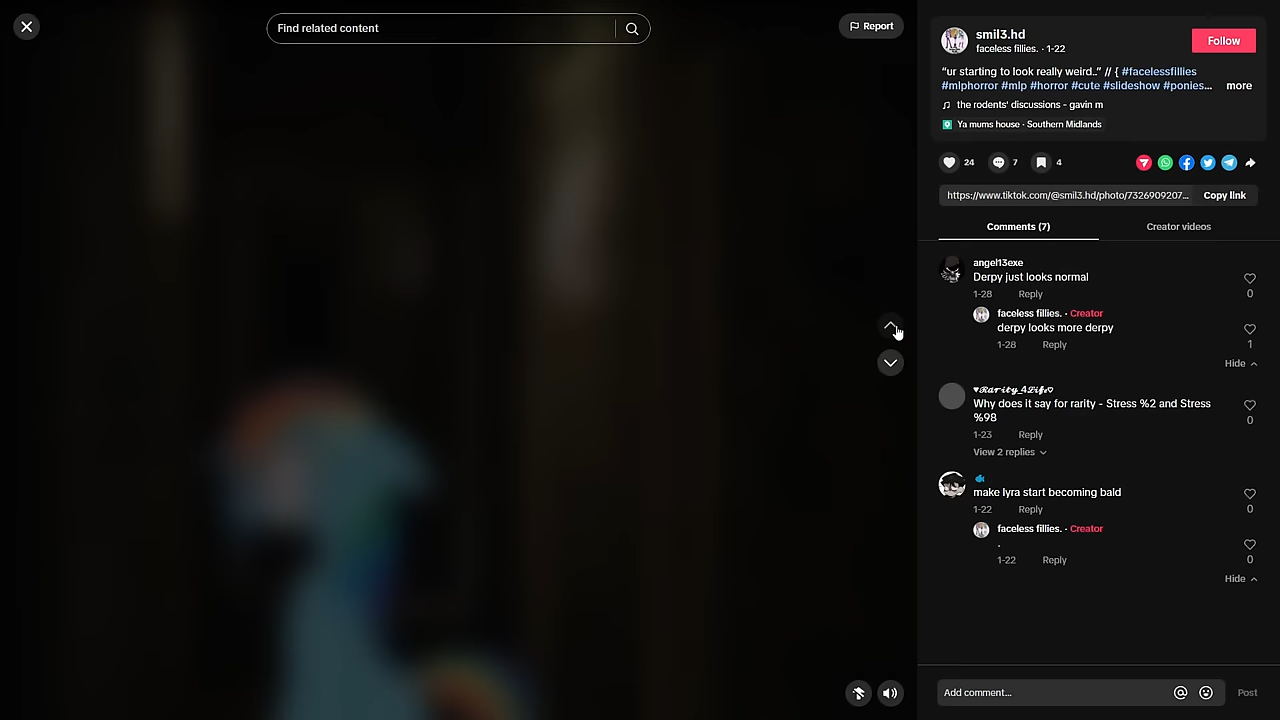 Find related content
Report
smil3.hd
faceless fillies. · 1-22
Follow
"ur starting to look really weird.." // { #facelessfillies
#mlphorror #mlp #horror #cute #slideshow #ponies...
more
the rodents' discussions - gavin m
Ya mums house · Southern Midlands
24
7
4
https://www.tiktok.com/@smil3.hd/photo/7326909207...
Copy link
Comments (7)
Creator videos
angel13exe
Derpy just looks normal
1-28 Reply
0
faceless fillies. · Creator
derpy looks more derpy
1-28 Reply
1
Hide
♥𝓡𝓪𝓻𝓲𝓽𝔂_4𝓛𝓲𝓯𝓮♡
Why does it say for rarity - Stress %2 and Stress
%98
0
1-23 Reply
View 2 replies
make lyra start becoming bald
1-22 Reply
0
faceless fillies. · Creator
.
1-22 Reply
0
Hide
Add comment...
Post